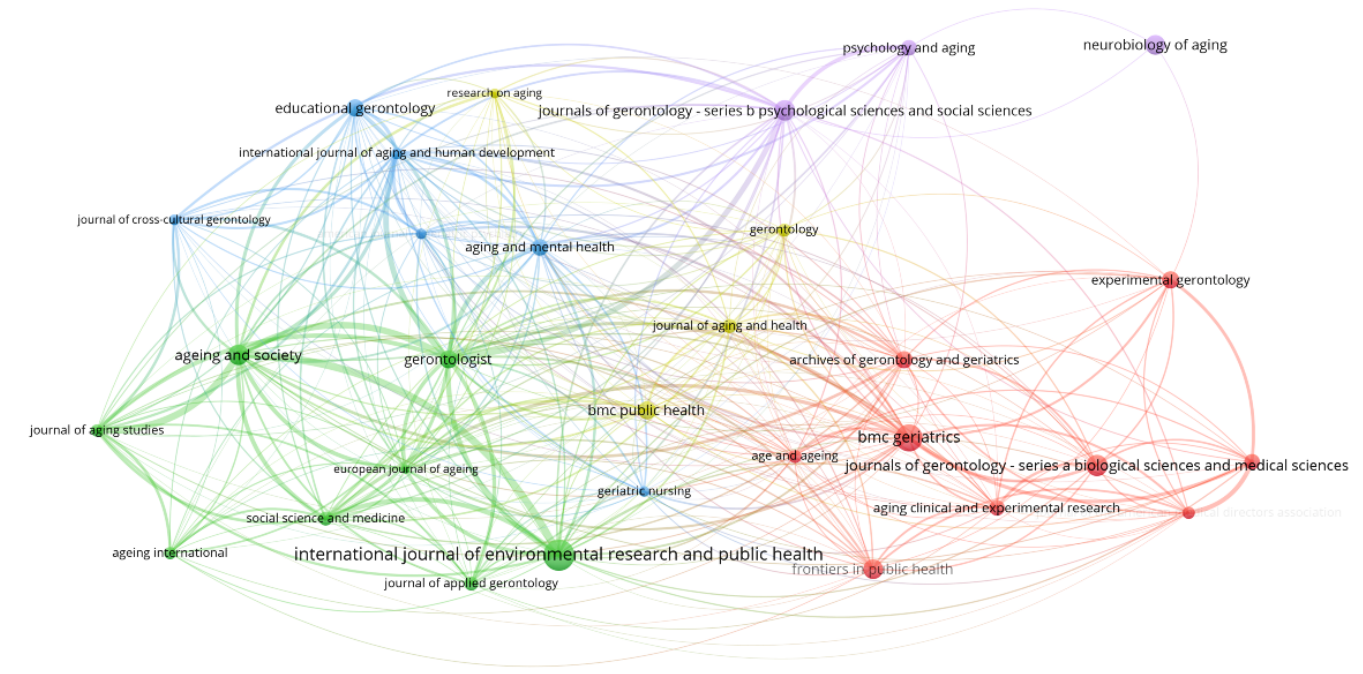 psychology and aging
neurobiology of aging
research on aging
educational gerontology
journals of gerontology - series b psychological sciences and social sciences
international journal of aging and human development
journal of cross-cultural gerontology
gerontology
aging and mental health
experimental gerontology
journal of aging and health
ageing and society
gerontologist
archives of gerontology and geriatrics
bmc public health
journal of aging studies
bmc geriatrics
age and ageing
journals of gerontology - series a biological sciences and medical sciences
european journal of ageing
geriatric nursing
aging clinical and experimental research
directors association
social science and medicine
ageing international
international journal of environmental research and public health
frontiers in public health
journal of applied gerontology